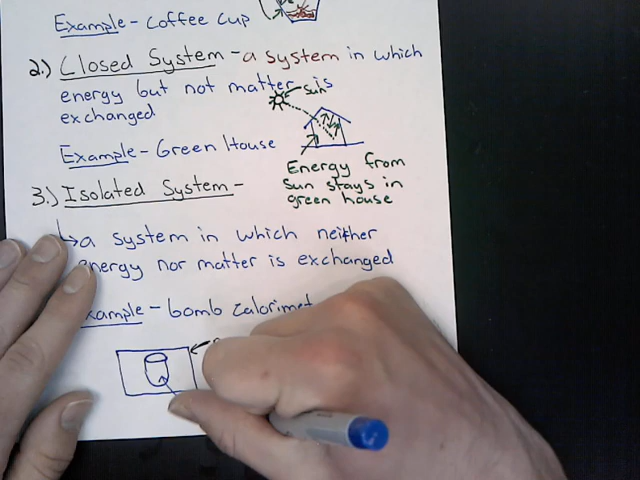 Example - Coffee Cup
2.) Closed System - a system in which
energy but not matter is
exchanged
sun
Example - Green House
Energy from
sun stays in
green house
3.) Isolated System -
a system in which neither
energy nor matter is exchanged
xample - bomb calorimet